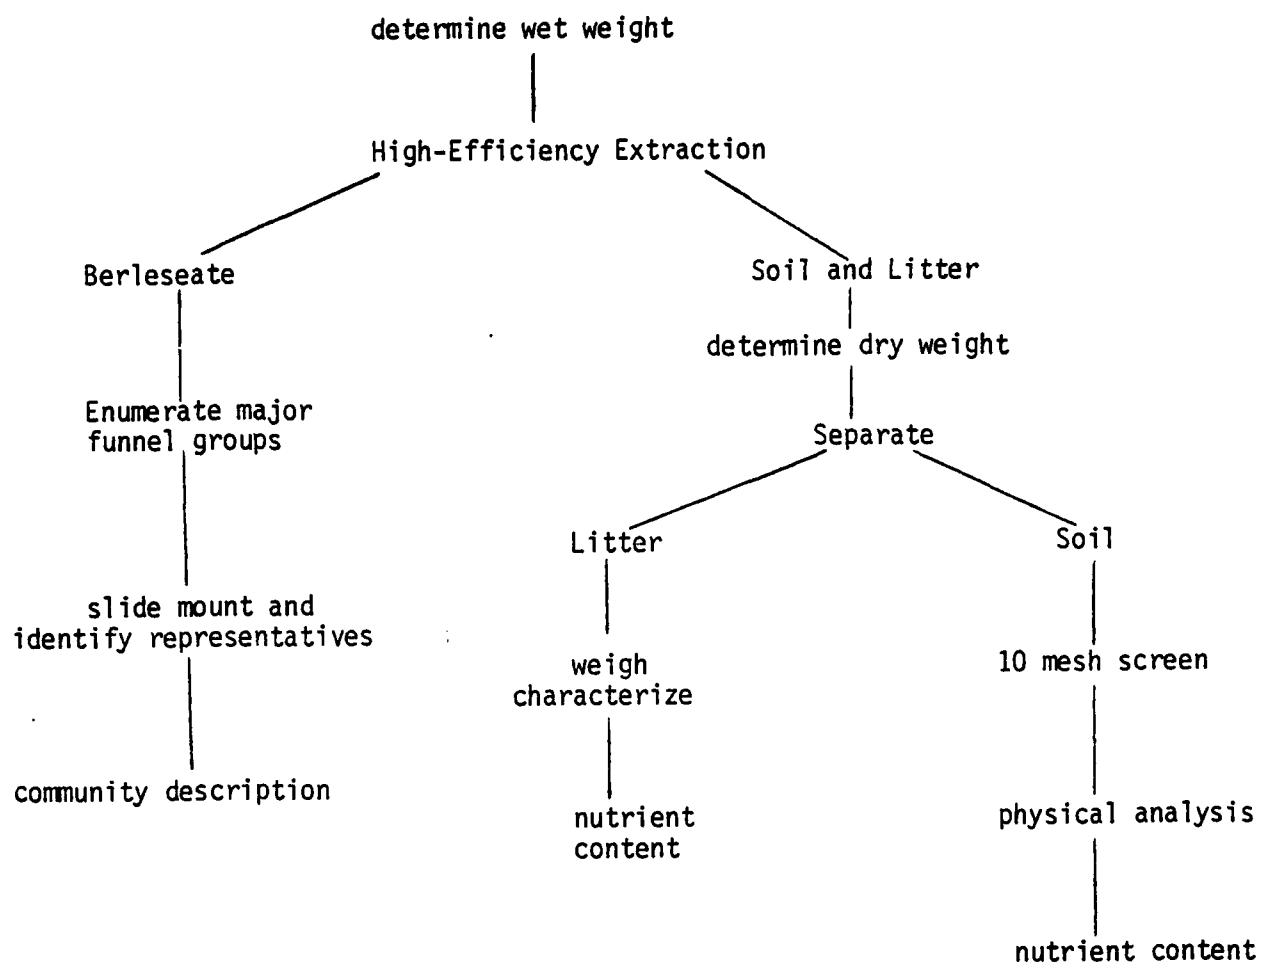 determine wet weight
High-Efficiency Extraction
Berleseate
Soil and Litter
determine dry weight
Enumerate major
funnel groups
Separate
Litter
Soil
slide mount and
identify representatives
weigh
characterize
10 mesh screen
community description
nutrient
content
physical analysis
nutrient content